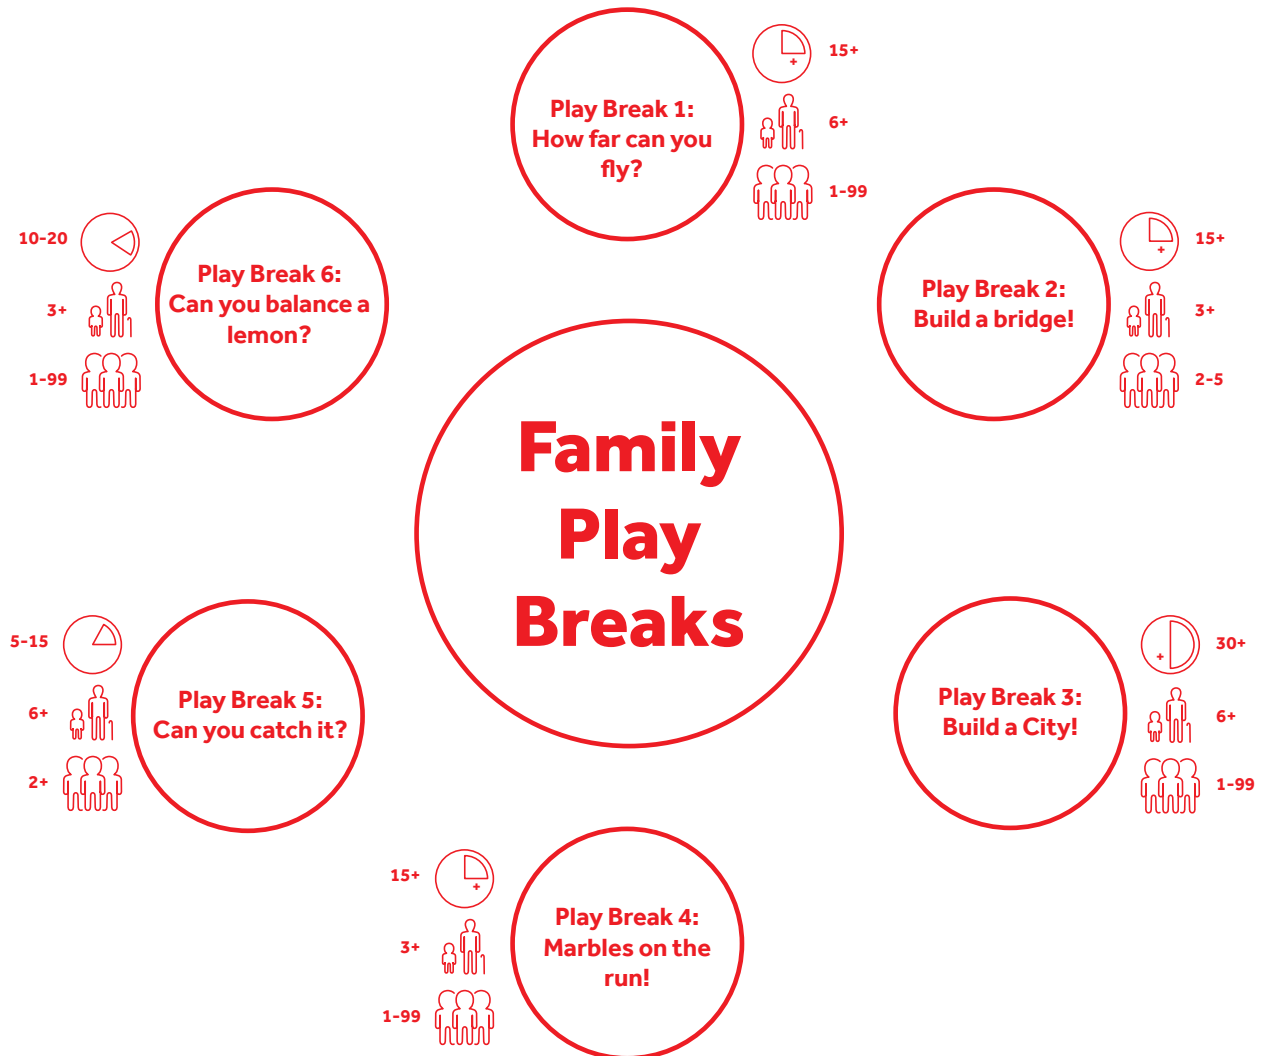 Play Break 1:
How far can you
fly?
15+
6+
1-99
Play Break 2:
Build a bridge!
15+
3+
2-5
Play Break 3:
Build a City!
30+
6+
1-99
Play Break 4:
Marbles on the
run!
15+
3+
1-99
Play Break 5:
Can you catch it?
5-15
6+
2+
Play Break 6:
Can you balance a
lemon?
10-20
3+
1-99
Family
Play
Breaks